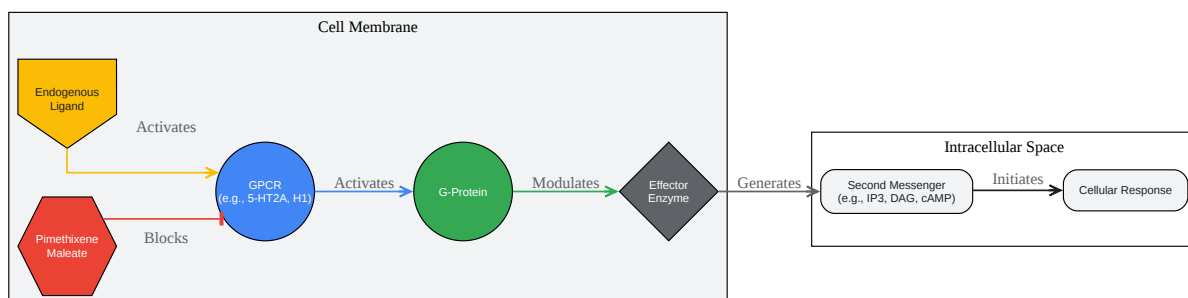 Cell Membrane
Endogenous
Ligand
Activates
GPCR
(e.g., 5-HT2A, H1)
Activates
G-Protein
Modulates
Effector
Enzyme
Generates
Pimethixene
Maleate
Blocks
Intracellular Space
Second Messenger
(e.g., IP3, DAG, cAMP)
Initiates
Cellular Response